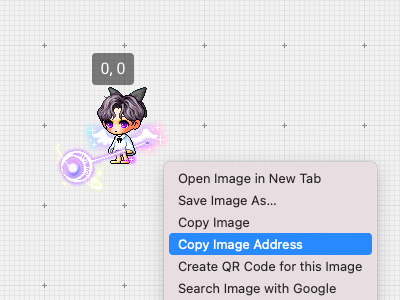 0, 0
Open Image in New Tab
Save Image As...
Copy Image
Copy Image Address
Create QR Code for this Image
Search Image with Google